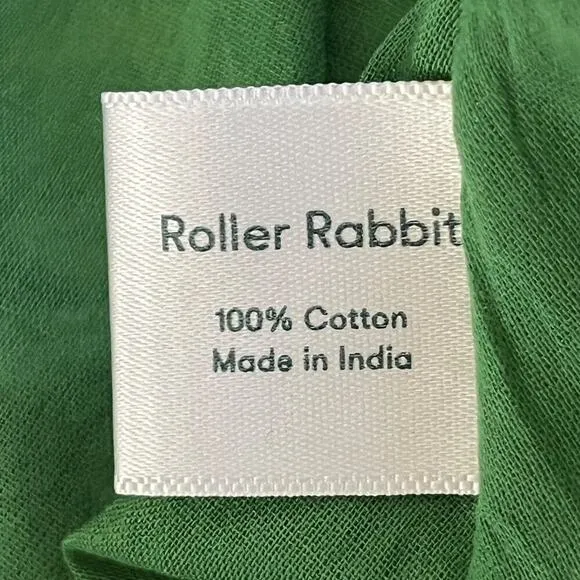 Roller Rabbit
100% Cotton
Made in India